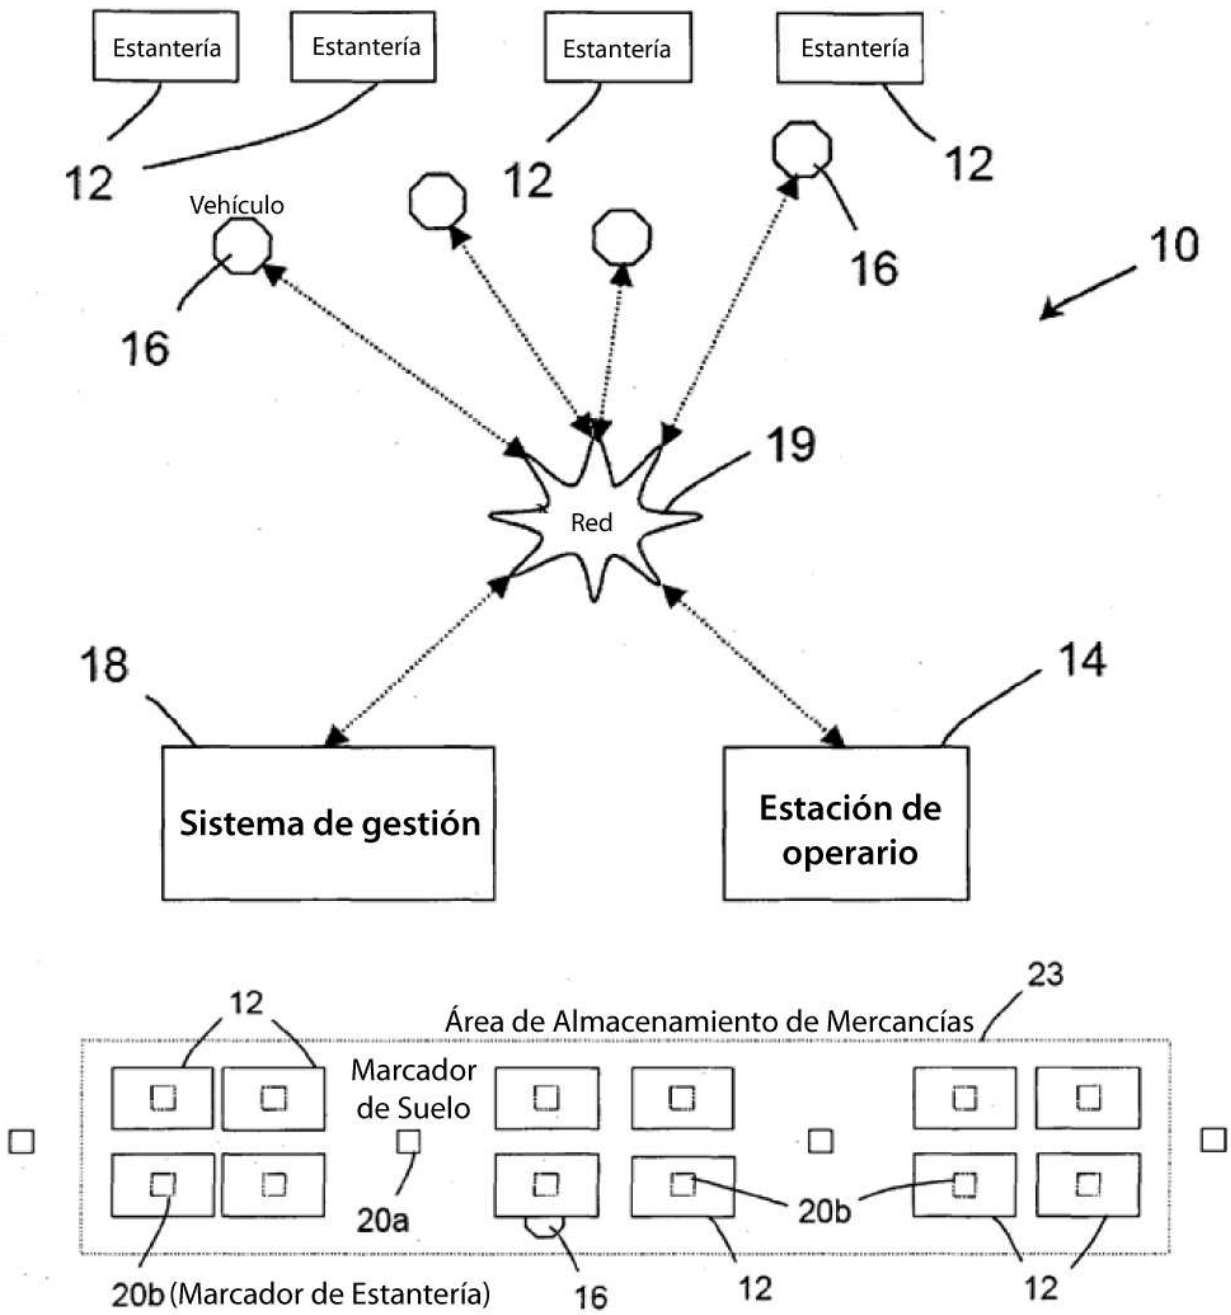 Estantería Estantería Estantería Estantería
12 12 12
Vehículo
16
10
16
19
Red
18
14
Sistema de gestión
Estación de
operario
23
12
Área de Almacenamiento de Mercancías
Marcador
de Suelo
20a
20b
20b (Marcador de Estantería)
16
12
12